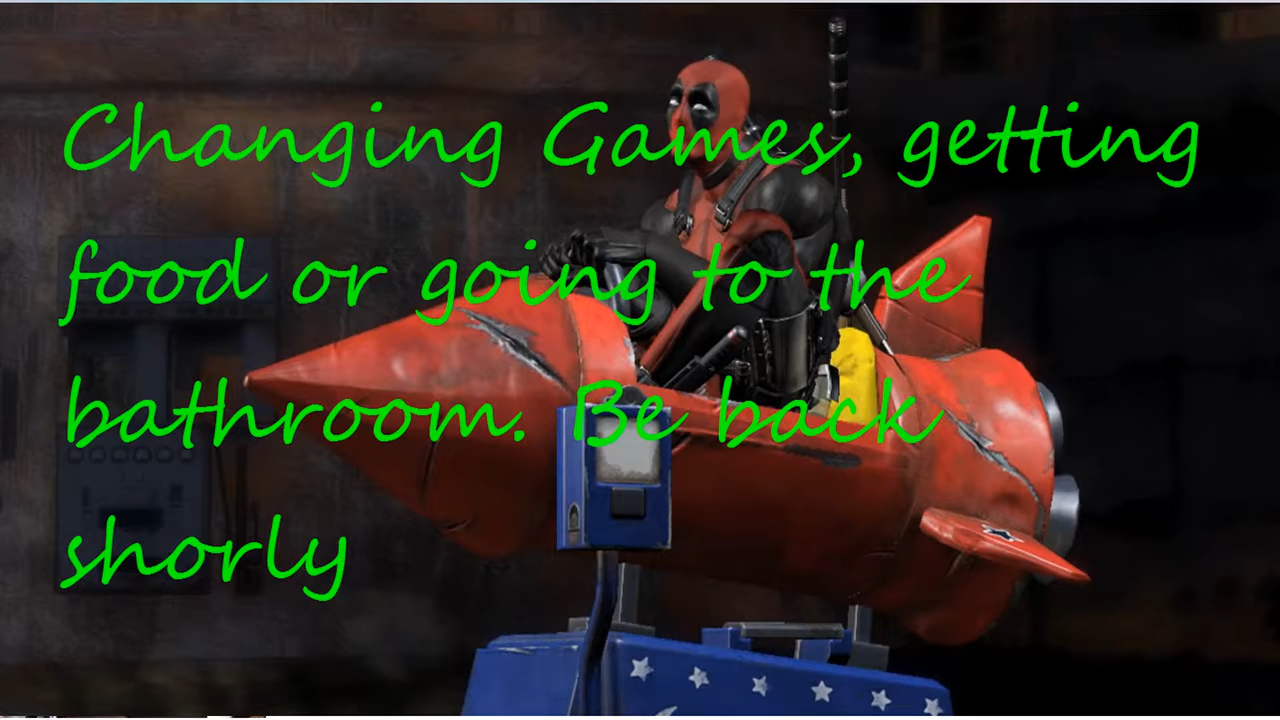 Changing Games, getting
food or going to the
bathroom. Be back
shorly